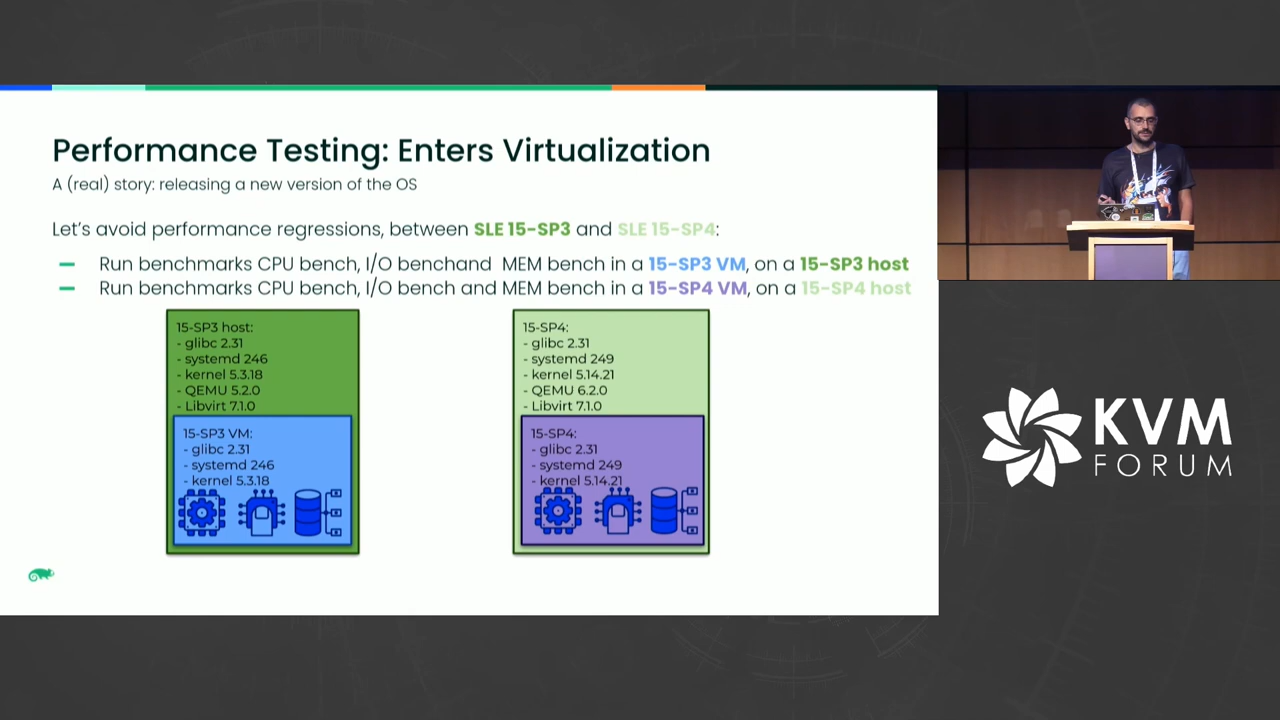 Performance Testing: Enters Virtualization
A (real) story: releasing a new version of the OS
Let's avoid performance regressions, between SLE 15-SP3 and SLE 15-SP4:
— Run benchmarks CPU bench, I/O benchand MEM bench in a 15-SP3 VM, on a 15-SP3 host
— Run benchmarks CPU bench, I/O bench and MEM bench in a 15-SP4 VM, on a 15-SP4 host
15-SP3 host:
- glibc 2.31
- systemd 246
- kernel 5.3.18
- QEMU 5.2.0
- Libvirt 7.1.0
15-SP3 VM:
- glibc 2.31
- systemd 246
- kernel 5.3.18
15-SP4:
- glibc 2.31
- systemd 249
- kernel 5.14.21
- QEMU 6.2.0
- Libvirt 7.1.0
15-SP4:
- glibc 2.31
- systemd 249
- kernel 5.14.21
KVM
FORUM